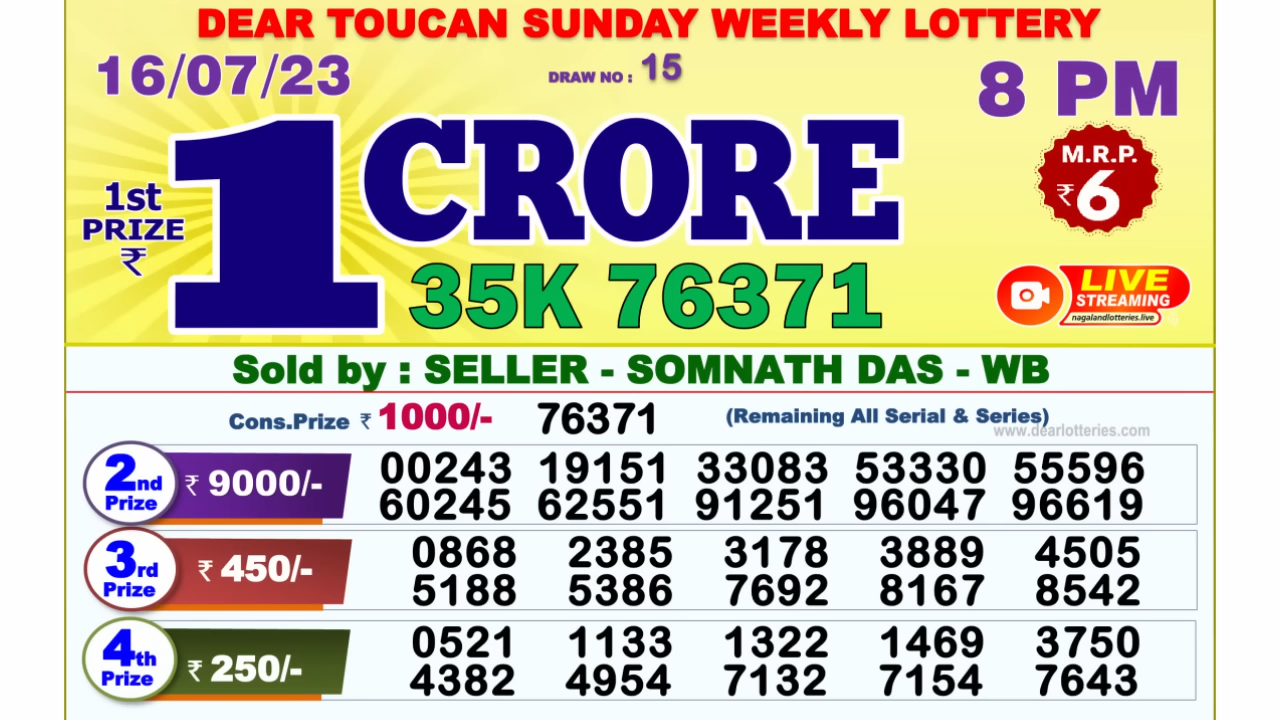 DEAR TOUCAN SUNDAY WEEKLY LOTTERY
16/07/23
DRAW NO : 15
8 PM
1st
PRIZE
₹
1 CRORE
M.R.P.
₹ 6
35K 76371
LIVE
STREAMING
nagalandlotteries.live
Sold by : SELLER - SOMNATH DAS - WB
Cons.Prize ₹ 1000/- 76371 (Remaining All Serial & Series)
www.dearlotteries.com
2nd Prize ₹ 9000/-
00243 19151 33083 53330 55596
60245 62551 91251 96047 96619
3rd Prize ₹ 450/-
0868 2385 3178 3889 4505
5188 5386 7692 8167 8542
4th Prize ₹ 250/-
0521 1133 1322 1469 3750
4382 4954 7132 7154 7643